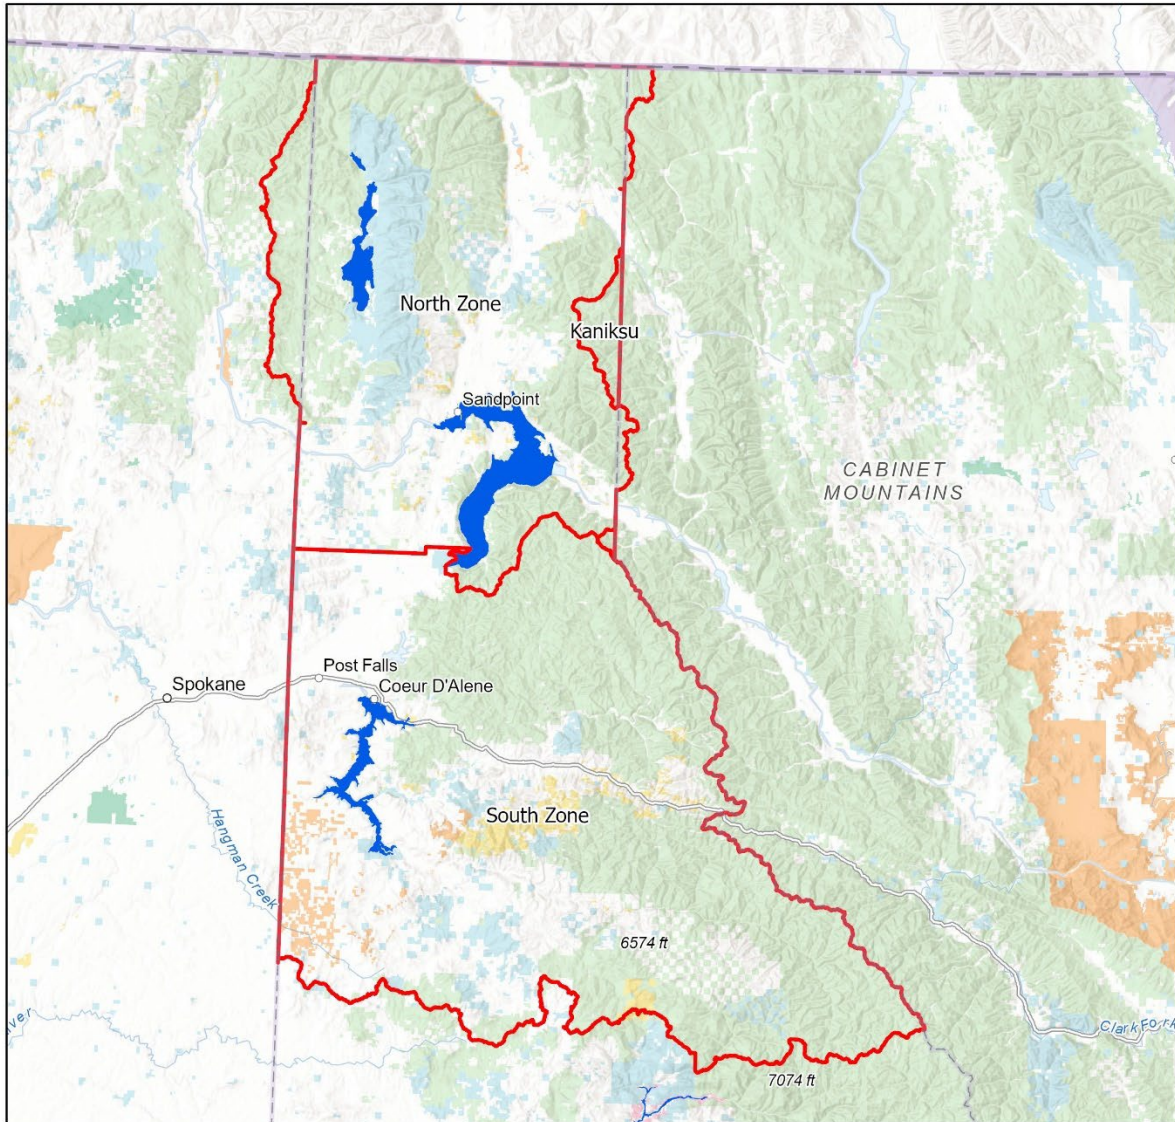 North Zone
Kaniksu
Sandpoint
CABINET
MOUNTAINS
Post Falls
Spokane
Coeur D'Alene
South Zone
Hangman Creek
6574 ft
iver
Clark Fork
7074 ft